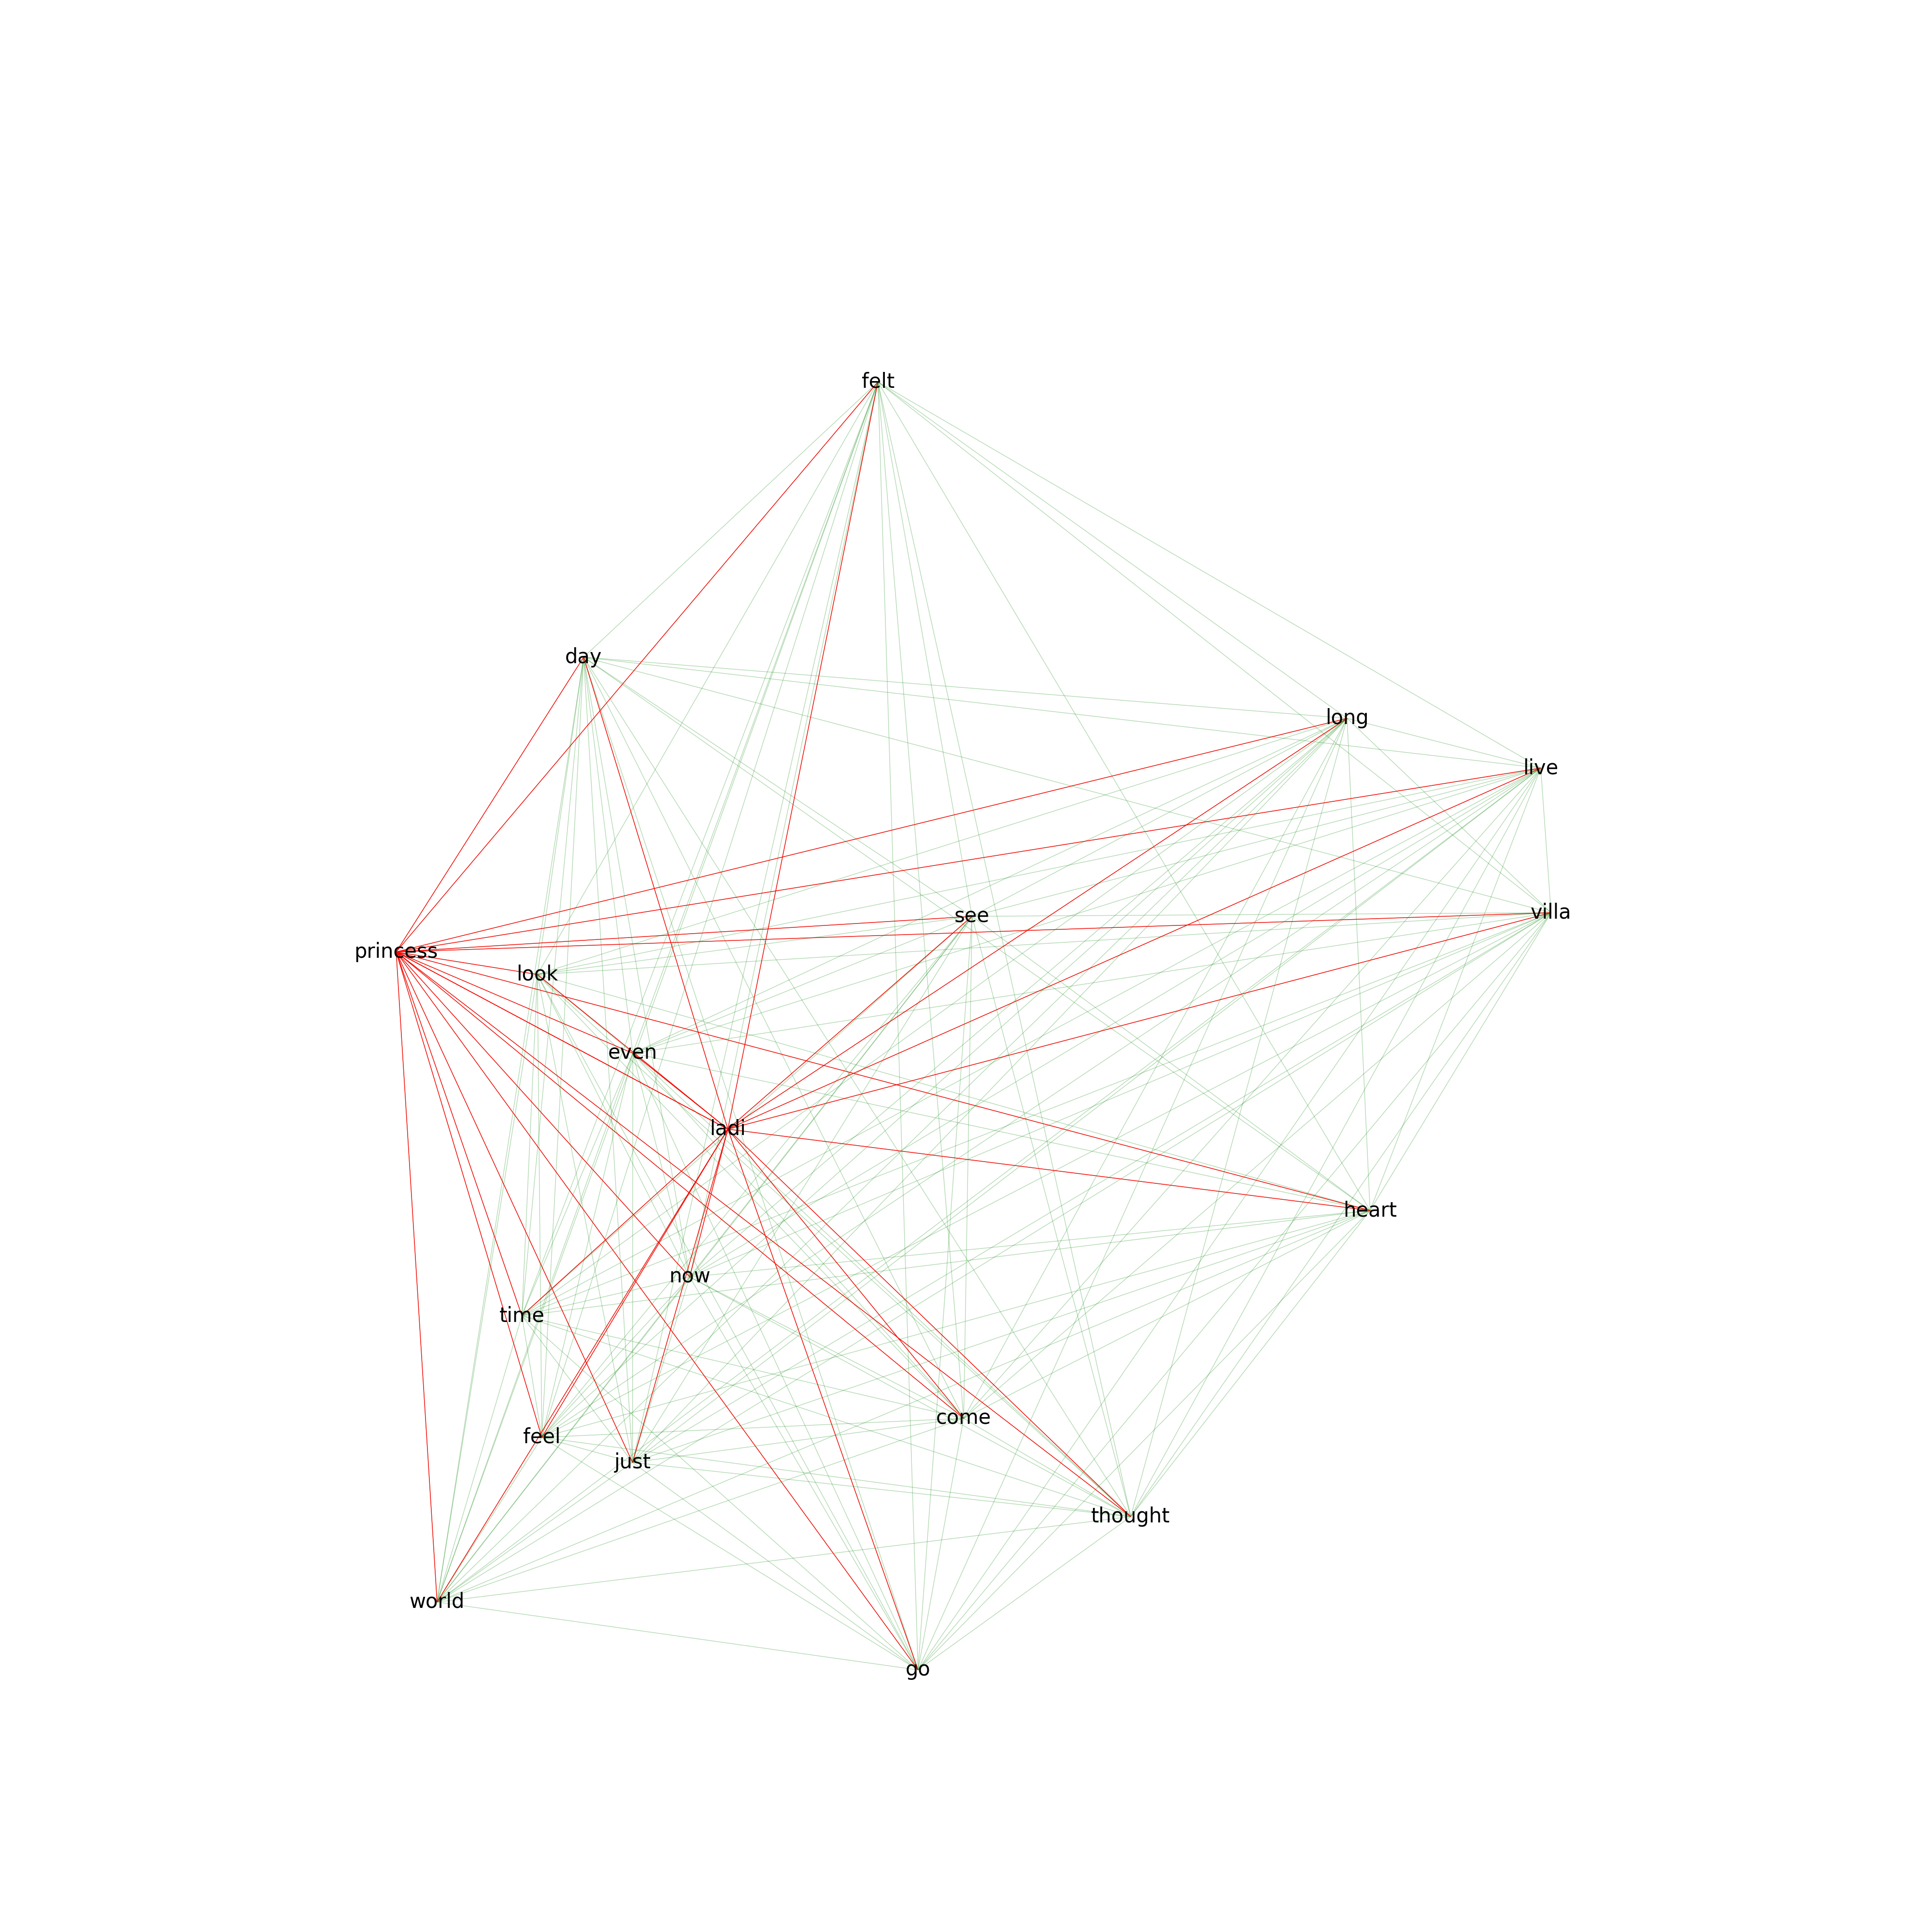 felt
day
long
live
villa
see
princess
look
even
ladi
heart
now
time
come
feel
just
thought
world
go